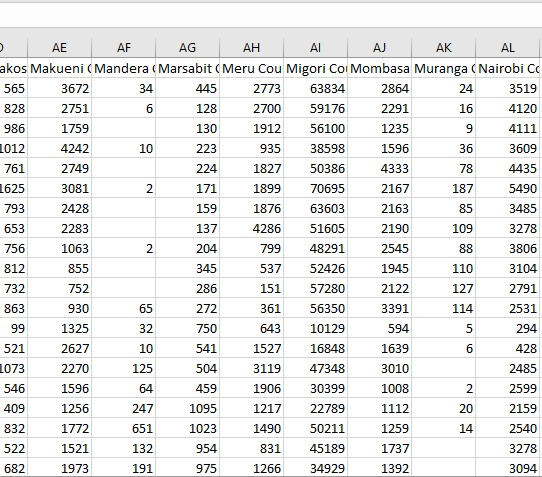 AE AF AG AH AI AJ AK AL
akos Makueni C Mandera C Marsabit C Meru Cou Migori Cou Mombasa Muranga C Nairobi Co
565 3672 34 445 2773 63834 2864 24 3519
828 2751 6 128 2700 59176 2291 16 4120
986 1759 130 1912 56100 1235 9 4111
1012 4242 10 223 935 38598 1596 36 3609
761 2749 224 1827 50386 4333 78 4435
1625 3081 2 171 1899 70695 2167 187 5490
793 2428 159 1876 63603 2163 85 3485
653 2283 137 4286 51605 2190 109 3278
756 1063 2 204 799 48291 2545 88 3806
812 855 345 537 52426 1945 110 3104
732 752 286 151 57280 2122 127 2791
863 930 65 272 361 56350 3391 114 2531
99 1325 32 750 643 10129 594 5 294
521 2627 10 541 1527 16848 1639 6 428
1073 2270 125 504 3119 47348 3010 2485
546 1596 64 459 1906 30399 1008 2 2599
409 1256 247 1095 1217 22789 1112 20 2159
832 1772 651 1023 1490 50211 1259 14 2540
522 1521 132 954 831 45189 1737 3278
682 1973 191 975 1266 34929 1392 3094